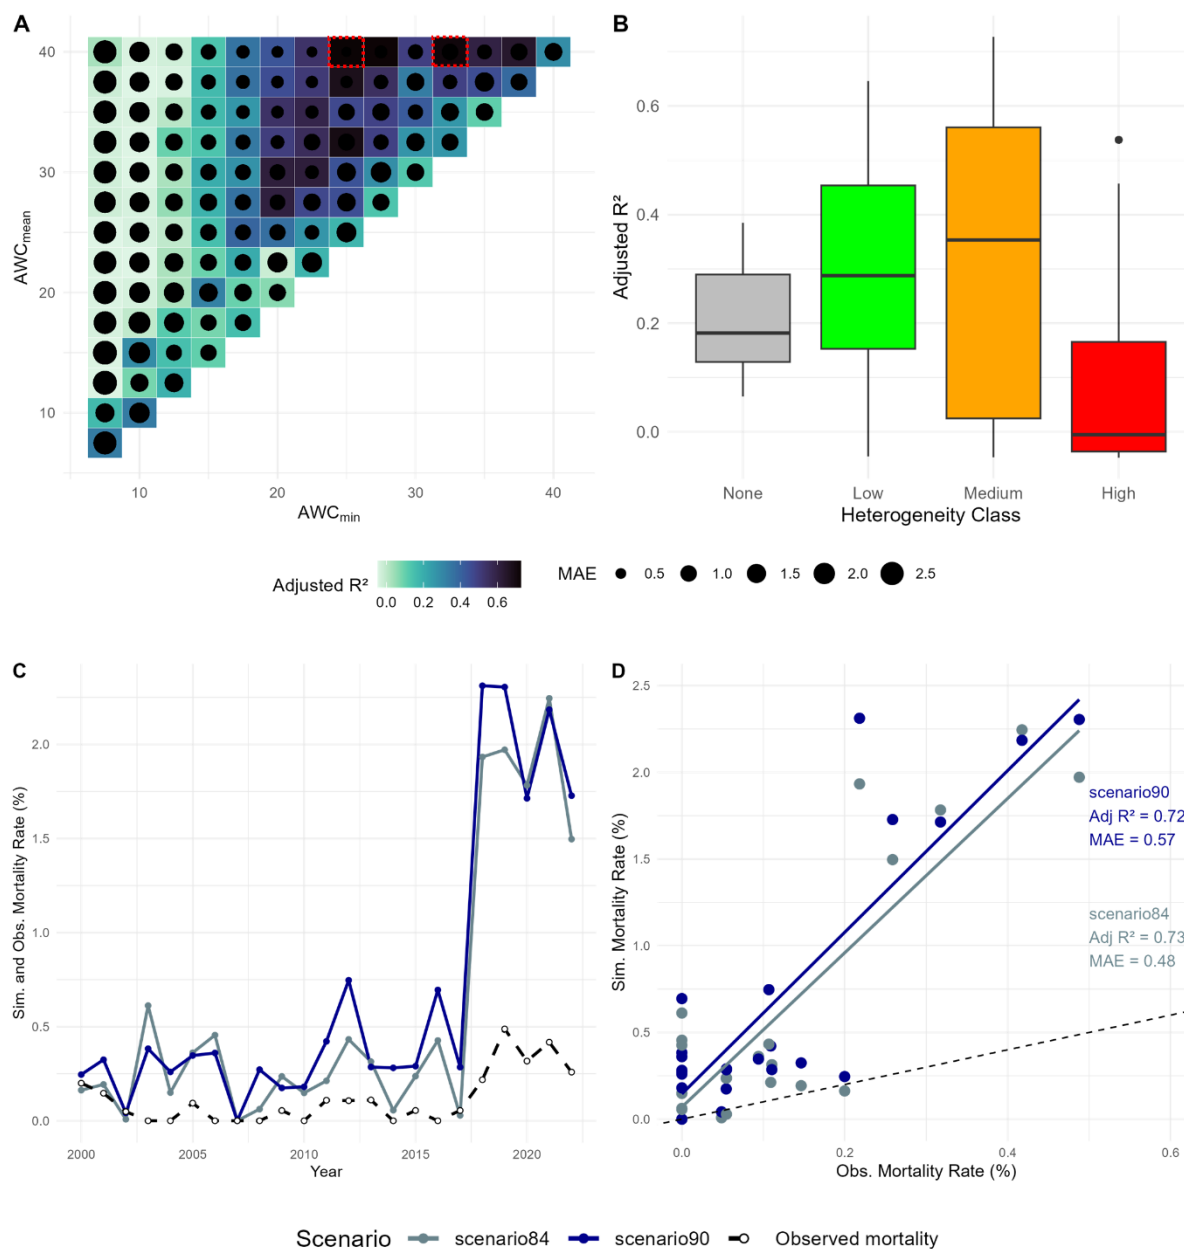 A
40
30
20
10
AWCmean
10
20
30
40
AWCmin
B
0.6
0.4
0.2
0.0
Adjusted R²
None
Low
Medium
High
Heterogeneity Class
Adjusted R²
0.0
0.2
0.4
0.6
MAE
0.5
1.0
1.5
2.0
2.5
C
2.0
1.5
1.0
0.5
0.0
Sim. and Obs. Mortality Rate (%)
2000
2005
2010
2015
2020
Year
D
2.5
2.0
1.5
1.0
0.5
0.0
Sim. Mortality Rate (%)
scenario90
Adj R² = 0.72
MAE = 0.57
scenario84
Adj R² = 0.73
MAE = 0.48
0.0
0.2
0.4
0.6
Obs. Mortality Rate (%)
Scenario
scenario84
scenario90
Observed mortality